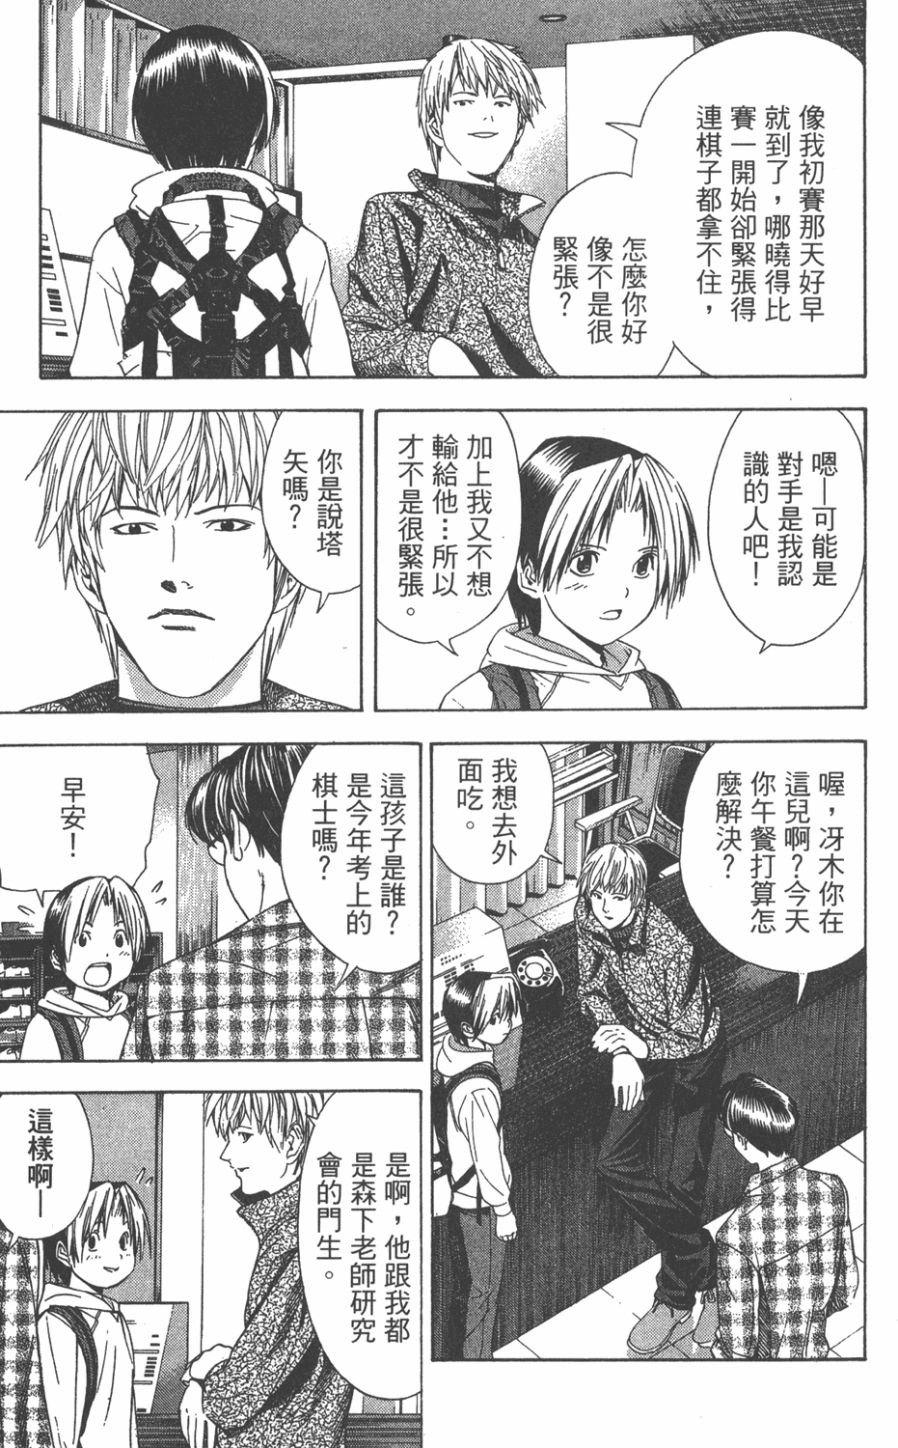 像我初賽那天好早
就到了，哪曉得比
賽一開始卻緊張得
連棋子都拿不住，
怎麼你好
像不是很
緊張？
嗯—可能是
對手是我認
識的人吧！
加上我又不想
輸給他…所以
才不是很緊張。
你是說塔
矢嗎？
喔，冴木你在
這兒啊？今天
你午餐打算怎
麼解決？
我想去外
面吃。
這孩子是誰？
是今年考上的
棋士嗎？
早安！
是啊，他跟我都
是森下老師研究
會的門生。
這樣啊—